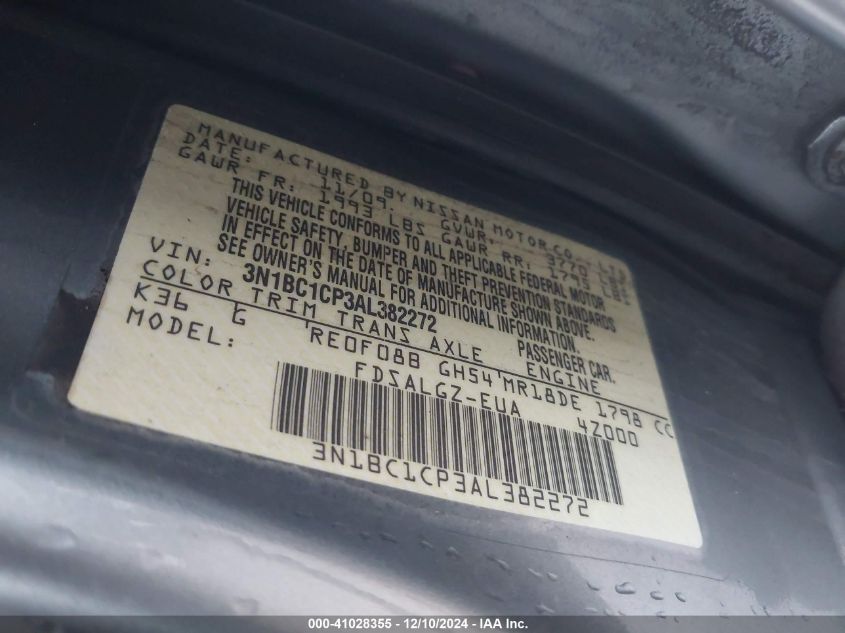 MANUFACTURED BY NISSAN MOTOR CO., LTD.
DATE: 11/09 GVWR: 3770 LBS
GAWR FR: 1993 LBS GAWR RR: 1793 LBS
THIS VEHICLE CONFORMS TO ALL APPLICABLE FEDERAL MOTOR
VEHICLE SAFETY, BUMPER AND THEFT PREVENTION STANDARDS
IN EFFECT ON THE DATE OF MANUFACTURE SHOWN ABOVE.
SEE OWNER'S MANUAL FOR ADDITIONAL INFORMATION.
VIN: 3N1BC1CP3AL382272 PASSENGER CAR.
COLOR TRIM TRANS AXLE ENGINE
K36 G RE0F08B GH54 MR18DE 1798 CC
MODEL: FDSALGZ-EUA 4Z000
3N1BC1CP3AL382272
000-41028355 - 12/10/2024 - IAA Inc.